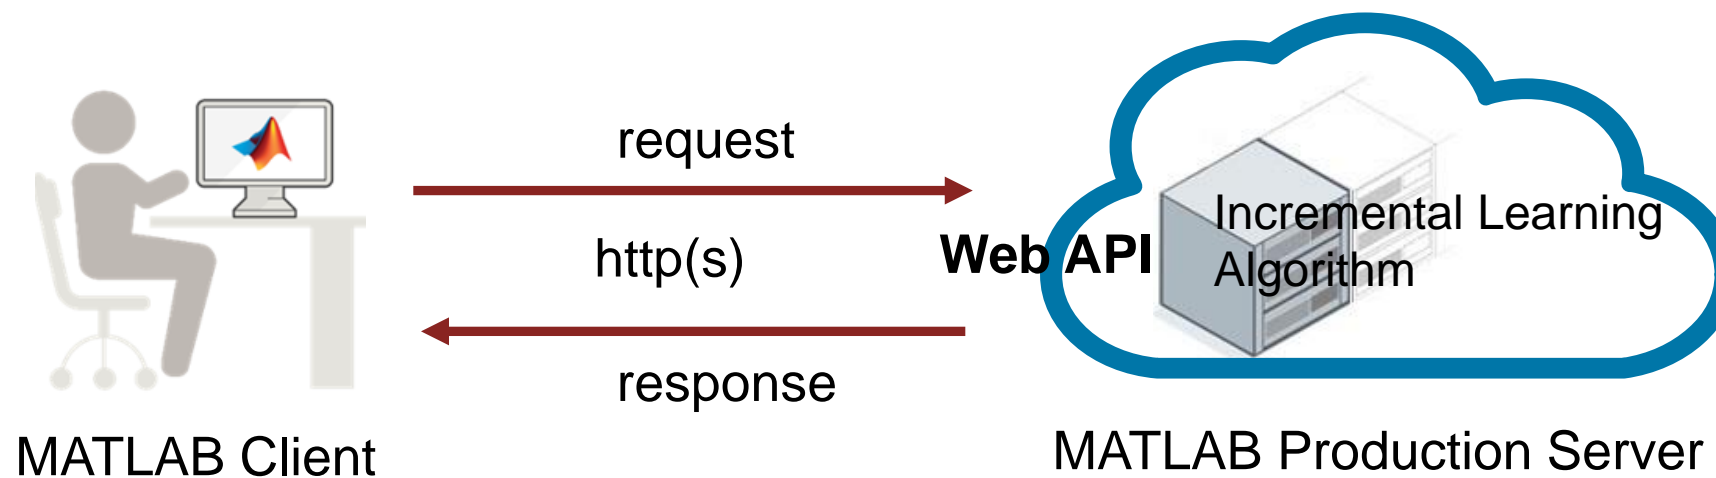 request
http(s)
Web API
Incremental Learning
Algorithm
response
MATLAB Client
MATLAB Production Server